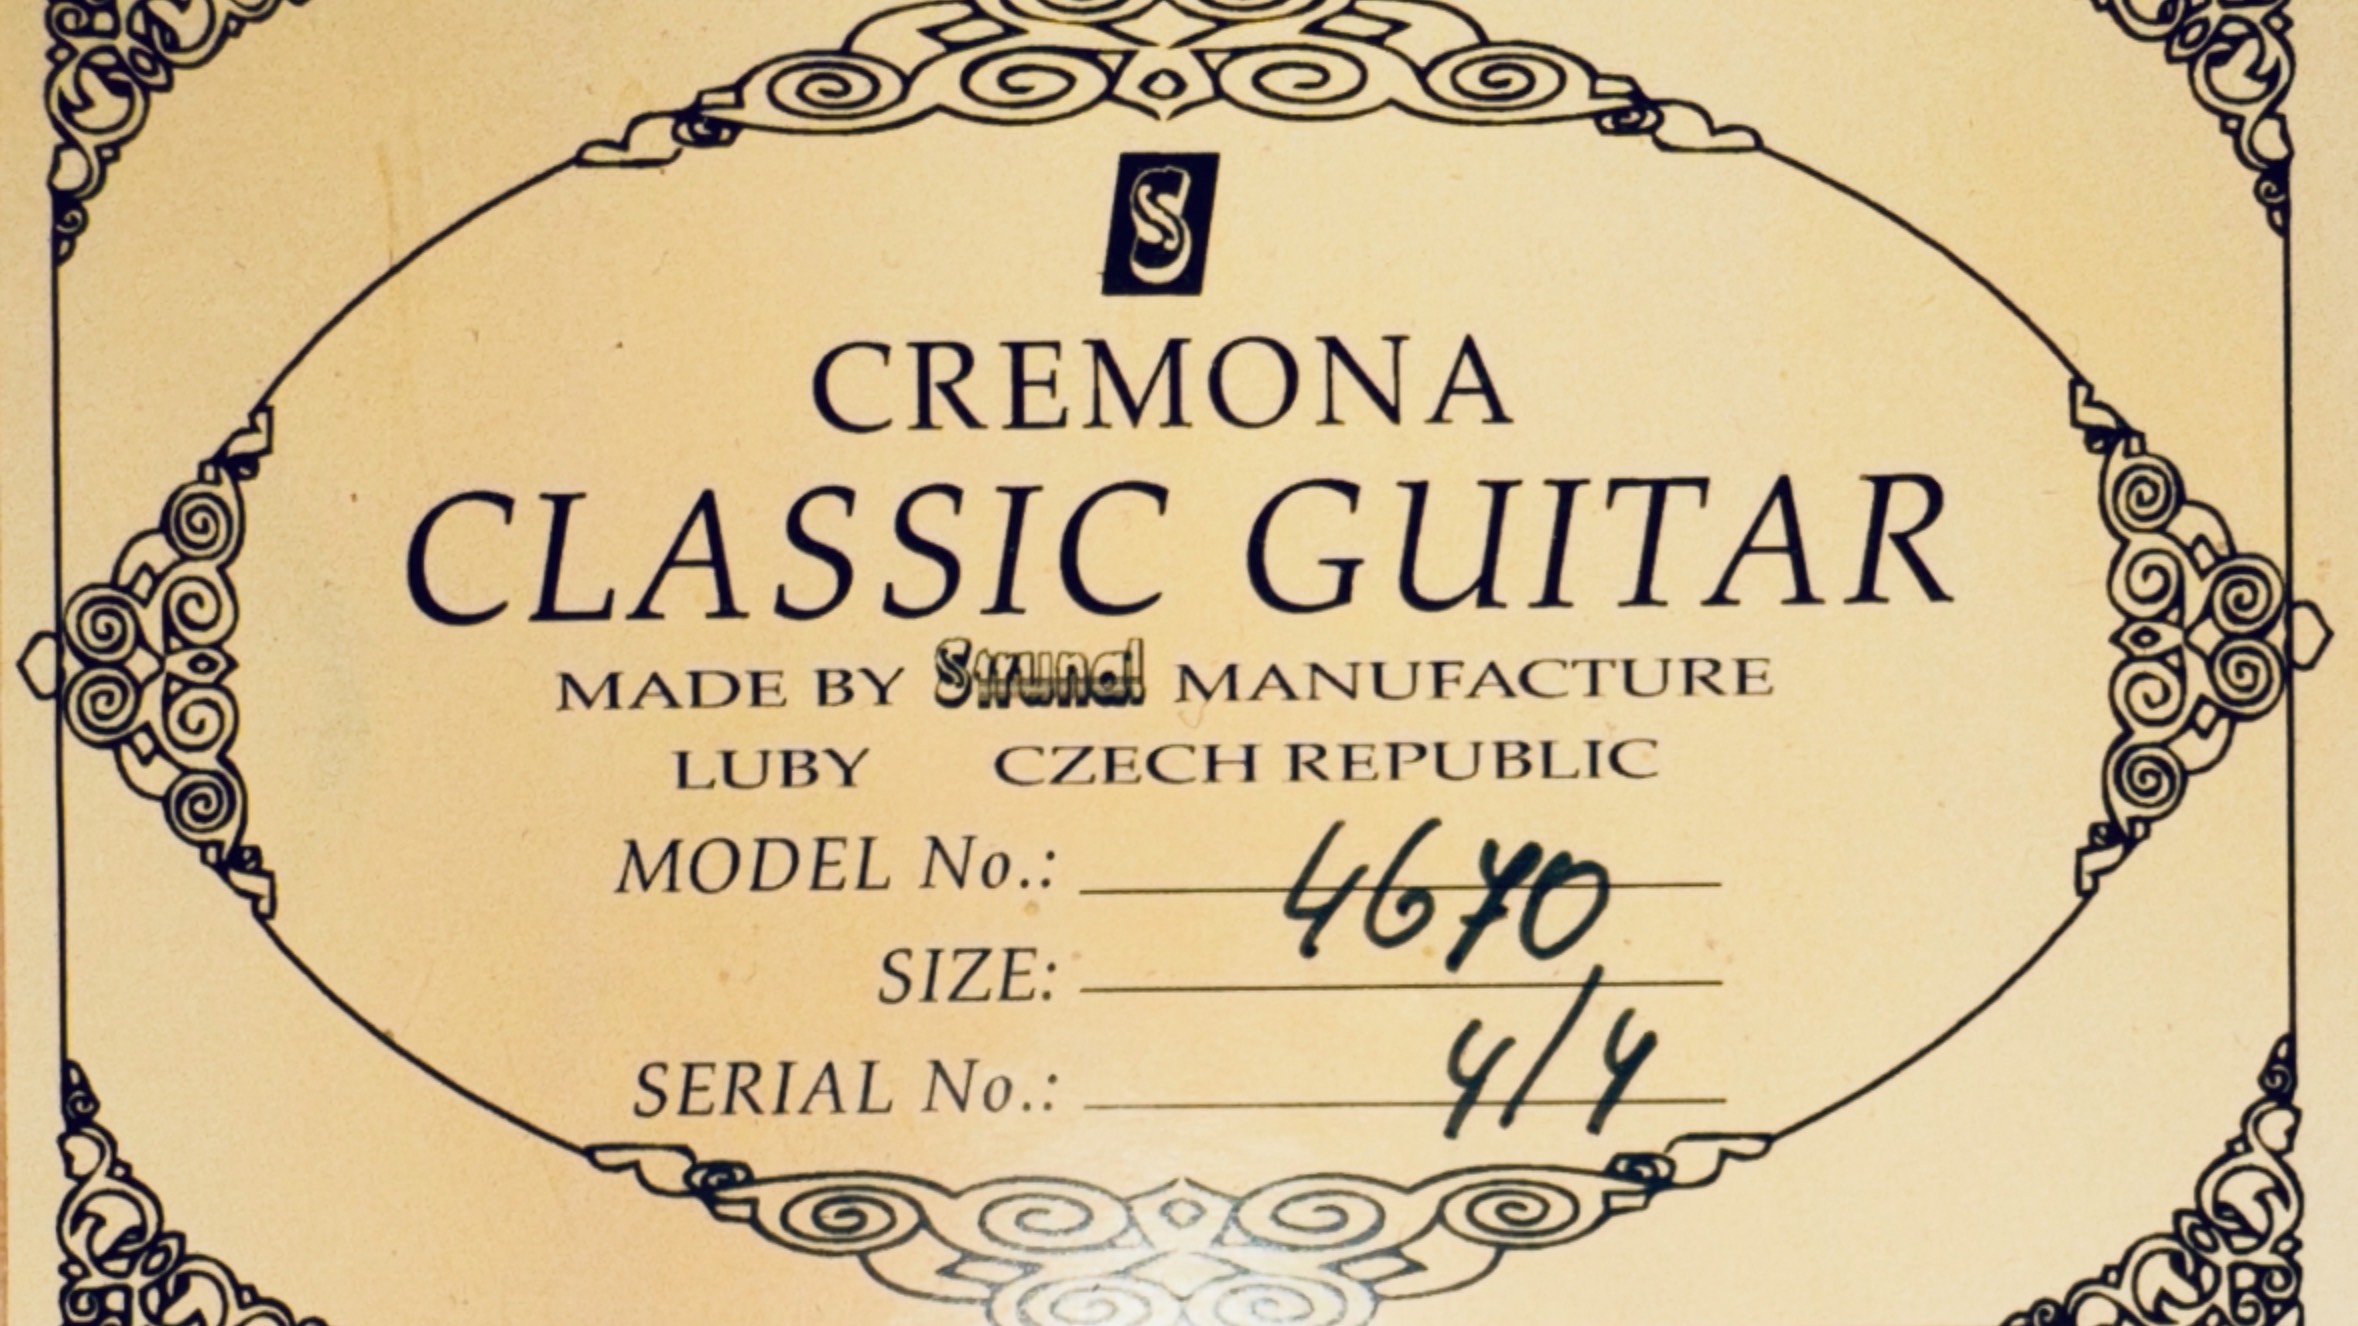 S
CREMONA
CLASSIC GUITAR
MADE BY Strunal MANUFACTURE
LUBY CZECH REPUBLIC
MODEL No.: 4670
SIZE: 4/4
SERIAL No.: